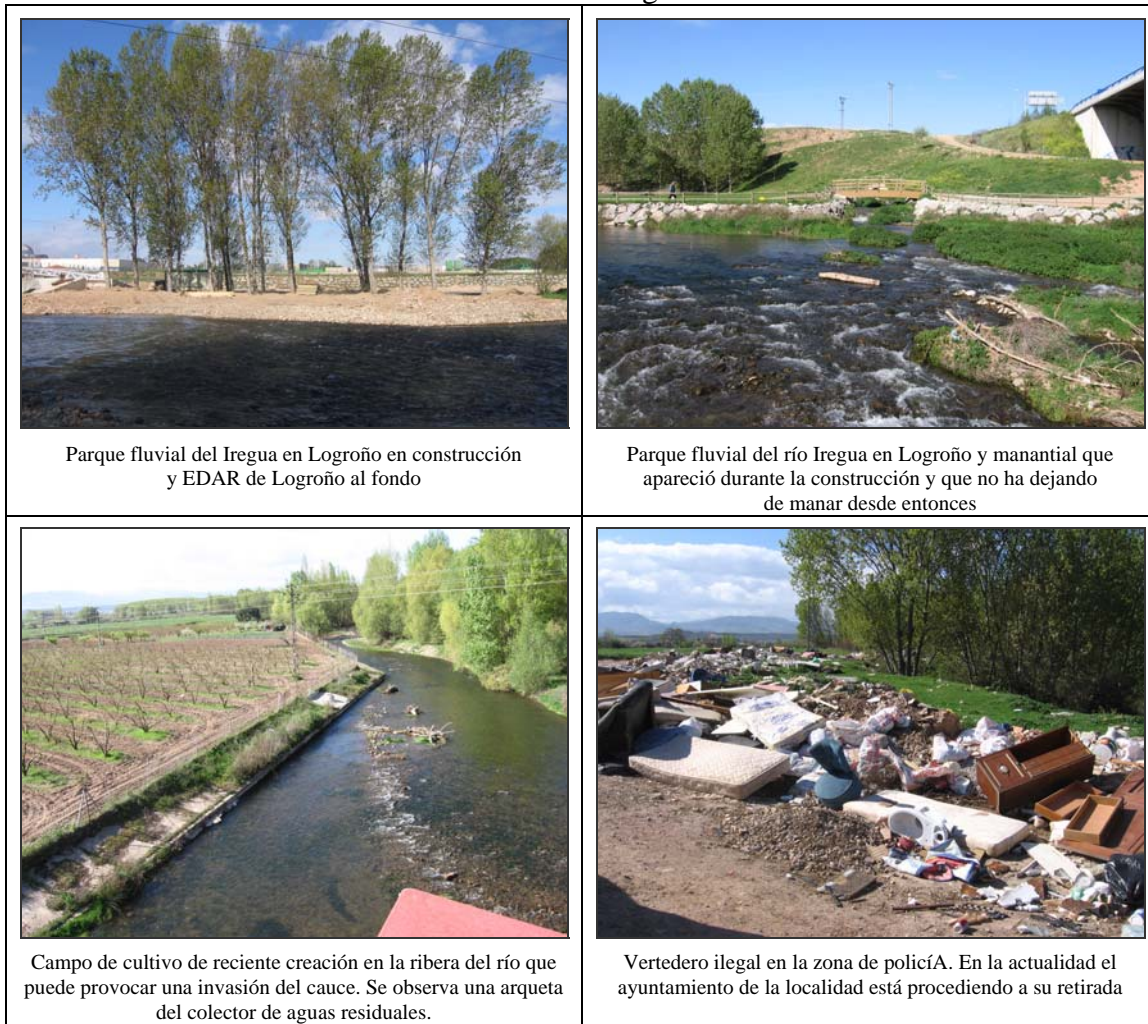 Parque fluvial del Iregua en Logroño en construcción
y EDAR de Logroño al fondo
Parque fluvial del río Iregua en Logroño y manantial que
apareció durante la construcción y que no ha dejando
de manar desde entonces
Campo de cultivo de reciente creación en la ribera del río que
puede provocar una invasión del cauce. Se observa una arqueta
del colector de aguas residuales.
Vertedero ilegal en la zona de policíA. En la actualidad el
ayuntamiento de la localidad está procediendo a su retirada